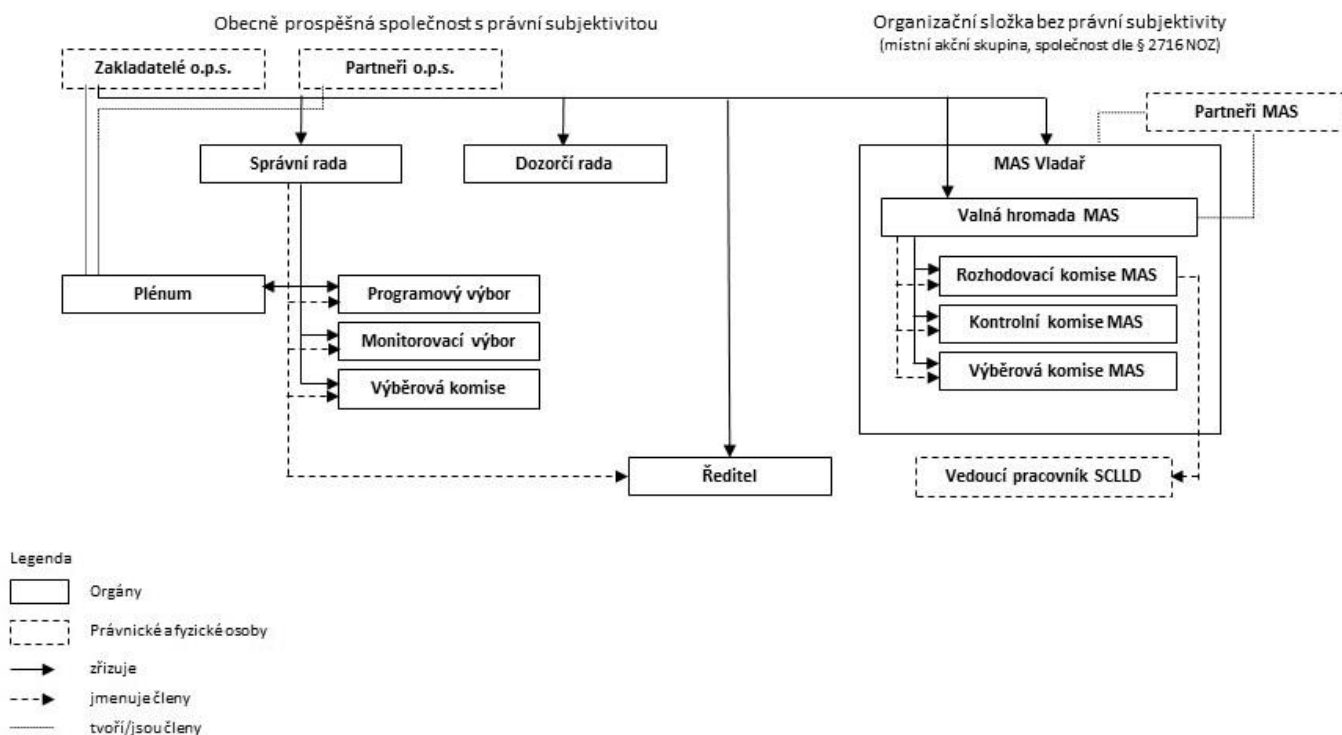 Obecně prospěšná společnost s právní subjektivitou
Organizační složka bez právní subjektivity
(místní akční skupina, společnost dle § 2716 NOZ)
Zakladatelé o.p.s.
Partneři o.p.s.
Partneři MAS
Správní rada
Dozorčí rada
MAS Vladař
Valná hromada MAS
Plénum
Programový výbor
Monitorovací výbor
Výběrová komise
Rozhodovací komise MAS
Kontrolní komise MAS
Výběrová komise MAS
Ředitel
Vedoucí pracovník SCLLD
Legenda
Orgány
Právnické a fyzické osoby
zřizuje
jmenuje členy
tvoří/jsou členy